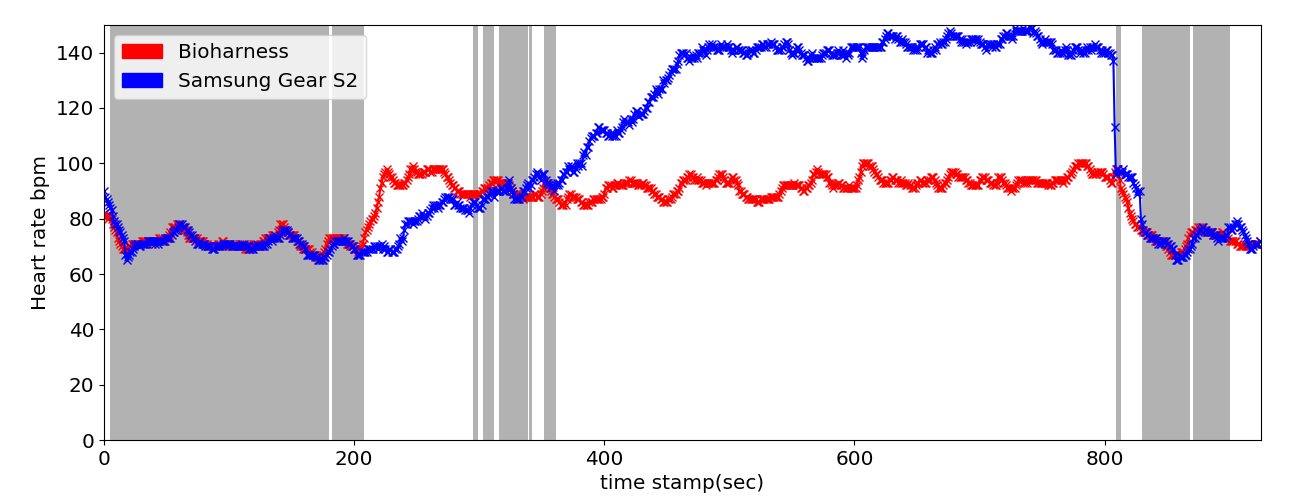 Bioharness
Samsung Gear S2
Heart rate bpm
140
120
100
80
60
40
20
0
0 200 400 600 800
time stamp(sec)